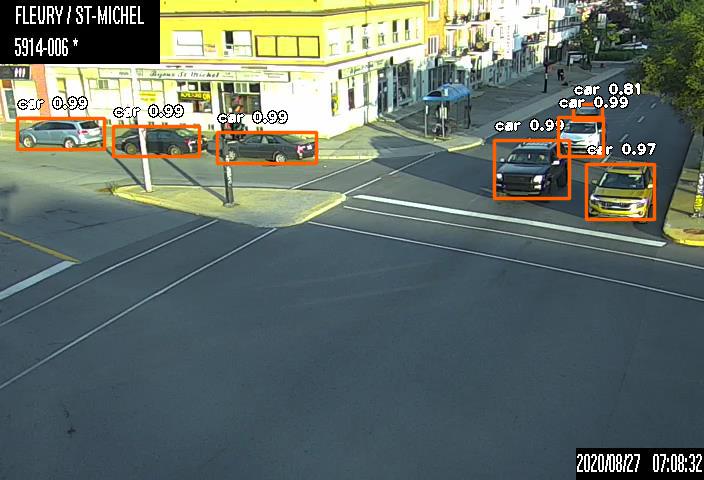 FLEURY / ST-MICHEL
5914-006 *
Bijoux St Michel
car 0.81
car 0.99
car 0.99
car 0.99
car 0.99
car 0.99
car 0.97
2020/08/27 07:08:32